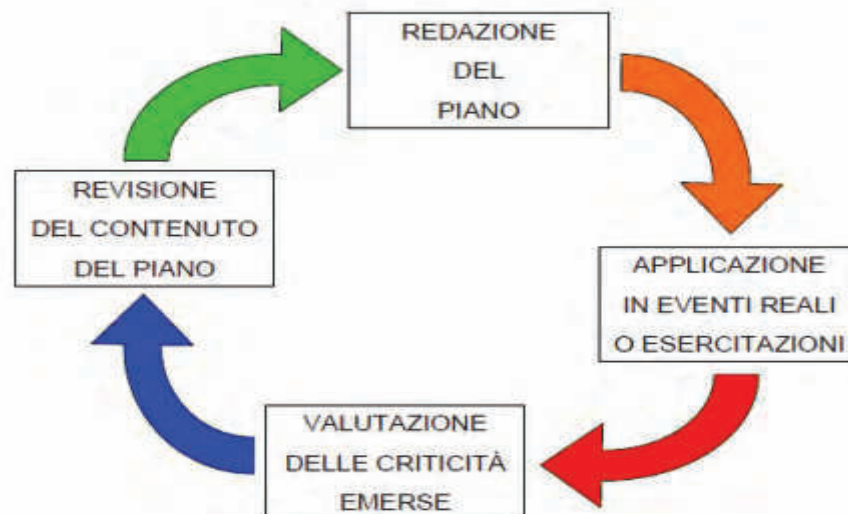 REDAZIONE
DEL
PIANO
APPLICAZIONE
IN EVENTI REALI
O ESERCITAZIONI
VALUTAZIONE
DELLE CRITICITÀ
EMERSE
REVISIONE
DEL CONTENUTO
DEL PIANO